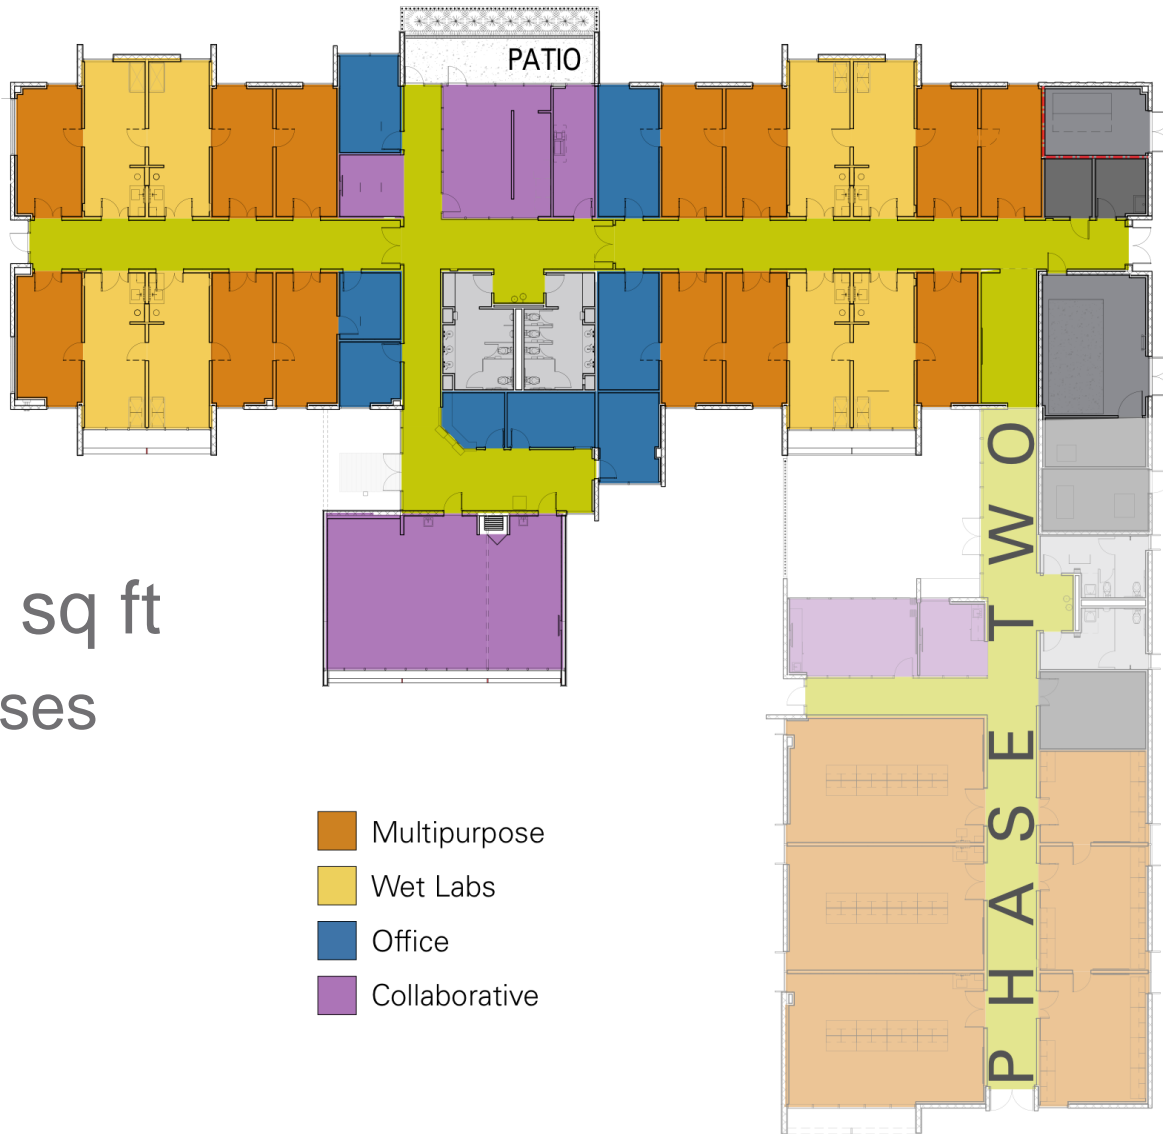 PATIO
sq ft
ses
Multipurpose
Wet Labs
Office
Collaborative
PHASE TWO